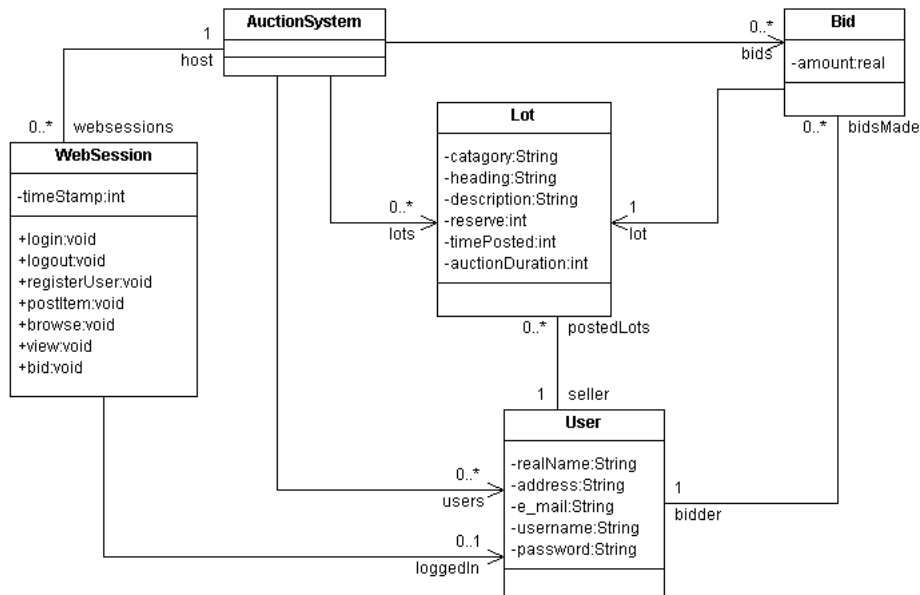 AuctionSystem
1
host
0..*
bids
Bid
-amount:real
0..*
websessions
WebSession
-timeStamp:int
+login:void
+logout:void
+registerUser:void
+postItem:void
+browse:void
+view:void
+bid:void
Lot
-catagory:String
-heading:String
-description:String
-reserve:int
-timePosted:int
-auctionDuration:int
0..*
lots
1
lot
0..*
bidsMade
0..*
postedLots
1
seller
User
-realName:String
-address:String
-e_mail:String
-username:String
-password:String
0..*
users
1
bidder
0..1
loggedIn